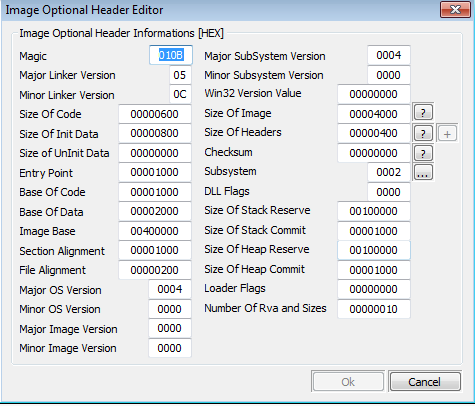 Image Optional Header Editor
Image Optional Header Informations [HEX]
Magic 010B
Major Linker Version 05
Minor Linker Version 0C
Size Of Code 00000600
Size Of Init Data 00000800
Size of UnInit Data 00000000
Entry Point 00001000
Base Of Code 00001000
Base Of Data 00002000
Image Base 00400000
Section Alignment 00001000
File Alignment 00000200
Major OS Version 0004
Minor OS Version 0000
Major Image Version 0000
Minor Image Version 0000
Major SubSystem Version 0004
Minor Subsystem Version 0000
Win32 Version Value 00000000
Size Of Image 00004000 ?
Size Of Headers 00000400 ? +
Checksum 00000000 ?
Subsystem 0002 ...
DLL Flags 0000
Size Of Stack Reserve 00100000
Size Of Stack Commit 00001000
Size Of Heap Reserve 00100000
Size Of Heap Commit 00001000
Loader Flags 00000000
Number Of Rva and Sizes 00000010
Ok Cancel